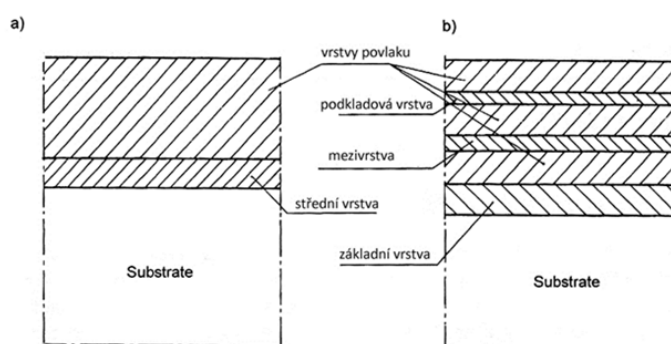 a)
b)
vrstvy povlaku
podkladová vrstva
mezivrstva
střední vrstva
základní vrstva
Substrate
Substrate